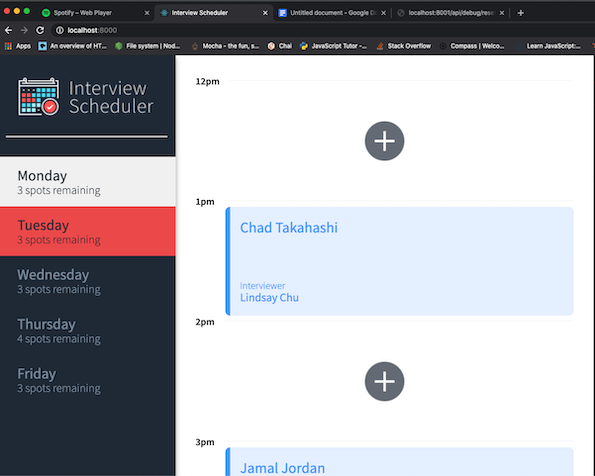 Spotify – Web Player
Interview Scheduler
Untitled document - Google Do
localhost:8001/api/debug/rese
localhost:8000
Apps
An overview of HT...
File system | Nod...
Mocha - the fun, s...
Chai
JavaScript Tutor -...
Stack Overflow
Compass | Welco...
Learn JavaScript:...
Interview
Scheduler
Monday
3 spots remaining
Tuesday
3 spots remaining
Wednesday
3 spots remaining
Thursday
4 spots remaining
Friday
3 spots remaining
12pm
1pm
Chad Takahashi
Interviewer
Lindsay Chu
2pm
3pm
Jamal Jordan